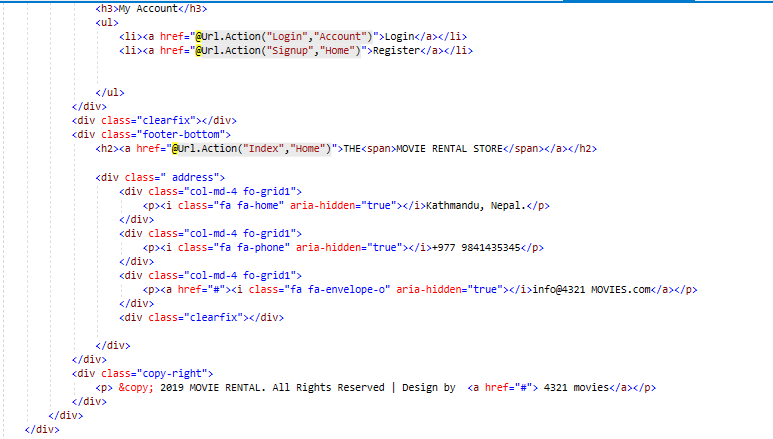 <h3>My Account</h3>
<ul>
<li><a href="@Url.Action("Login","Account")">Login</a></li>
<li><a href="@Url.Action("Signup","Home")">Register</a></li>
</ul>
</div>
<div class="clearfix"></div>
<div class="footer-bottom">
<h2><a href="@Url.Action("Index","Home")">THE<span>MOVIE RENTAL STORE</span></a></h2>
<div class=" address">
<div class="col-md-4 fo-grid1">
<p><i class="fa fa-home" aria-hidden="true"></i>Kathmandu, Nepal.</p>
</div>
<div class="col-md-4 fo-grid1">
<p><i class="fa fa-phone" aria-hidden="true"></i>+977 9841435345</p>
</div>
<div class="col-md-4 fo-grid1">
<p><a href="#"><i class="fa fa-envelope-o" aria-hidden="true"></i>info@4321 MOVIES.com</a></p>
</div>
<div class="clearfix"></div>
</div>
</div>
<div class="copy-right">
<p> &copy; 2019 MOVIE RENTAL. All Rights Reserved | Design by  <a href="#"> 4321 movies</a></p>
</div>
</div>
</div>